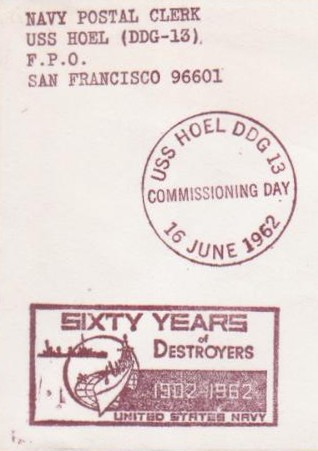 NAVY POSTAL CLERK
USS HOEL (DDG-13),
F.P.O.
SAN FRANCISCO 96601
USS HOEL DDG 13
COMMISSIONING DAY
16 JUNE 1962
SIXTY YEARS
of
DESTROYERS
1902-1962
UNITED STATES NAVY